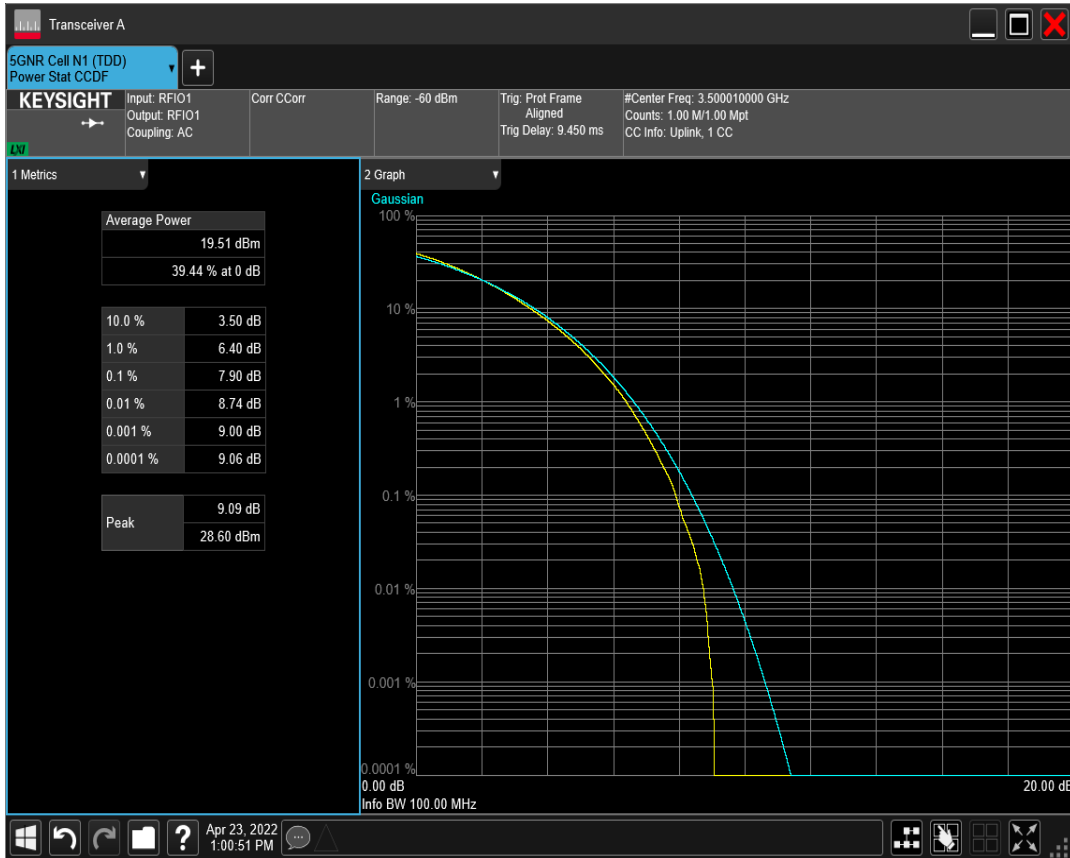 Transceiver A
5GNR Cell N1 (TDD)
Power Stat CCDF
+
KEYSIGHT
LXI
Input: RFIO1
Output: RFIO1
Coupling: AC
Corr CCorr
Range: -60 dBm
Trig: Prot Frame
Aligned
Trig Delay: 9.450 ms
#Center Freq: 3.500010000 GHz
Counts: 1.00 M/1.00 Mpt
CC Info: Uplink, 1 CC
1 Metrics
Average Power
19.51 dBm
39.44 % at 0 dB
10.0 % 3.50 dB
1.0 % 6.40 dB
0.1 % 7.90 dB
0.01 % 8.74 dB
0.001 % 9.00 dB
0.0001 % 9.06 dB
Peak 9.09 dB
28.60 dBm
2 Graph
Gaussian
100 %
10 %
1 %
0.1 %
0.01 %
0.001 %
0.0001 %
0.00 dB 20.00 dB
Info BW 100.00 MHz
?
Apr 23, 2022
1:00:51 PM